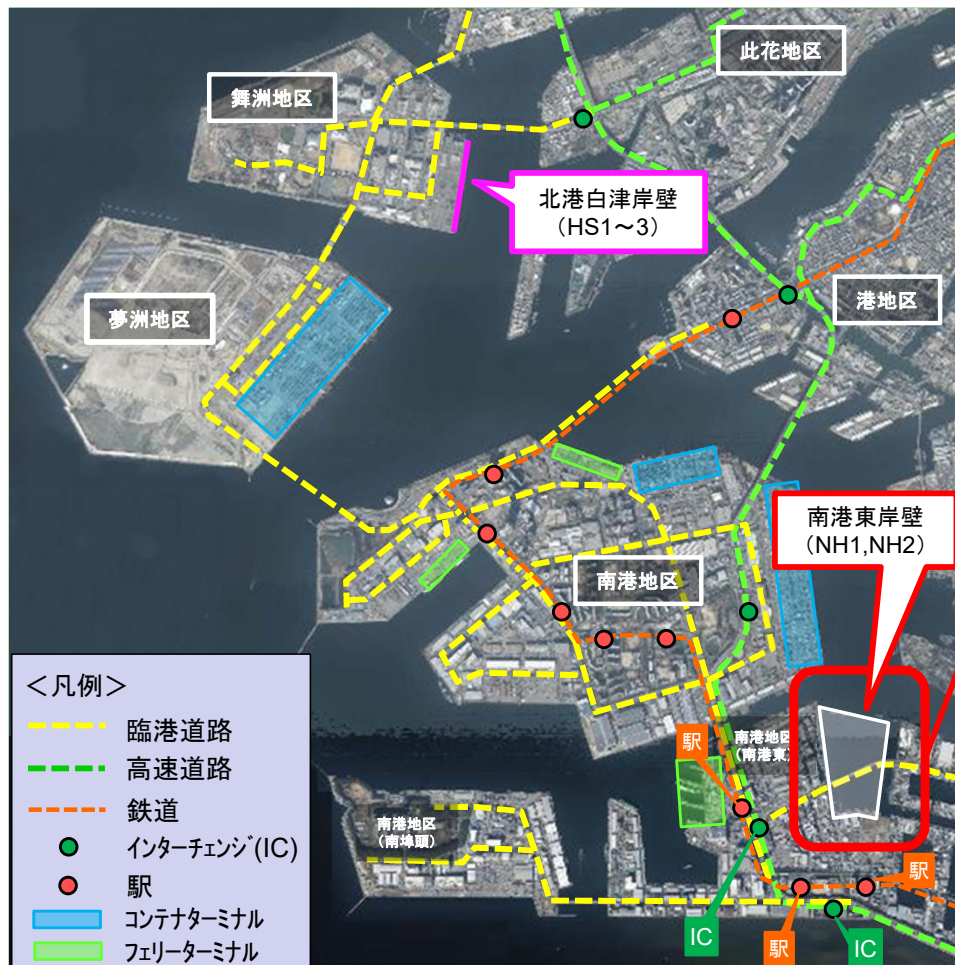 此花地区
舞洲地区
北港白津岸壁
(HS1～3)
夢洲地区
港地区
南港東岸壁
(NH1,NH2)
南港地区
＜凡例＞
臨港道路
高速道路
鉄道
インターチェンジ(IC)
駅
コンテナターミナル
フェリーターミナル
南港地区
(南港東)
駅
南港地区
(南埠頭)
駅
IC
駅
IC